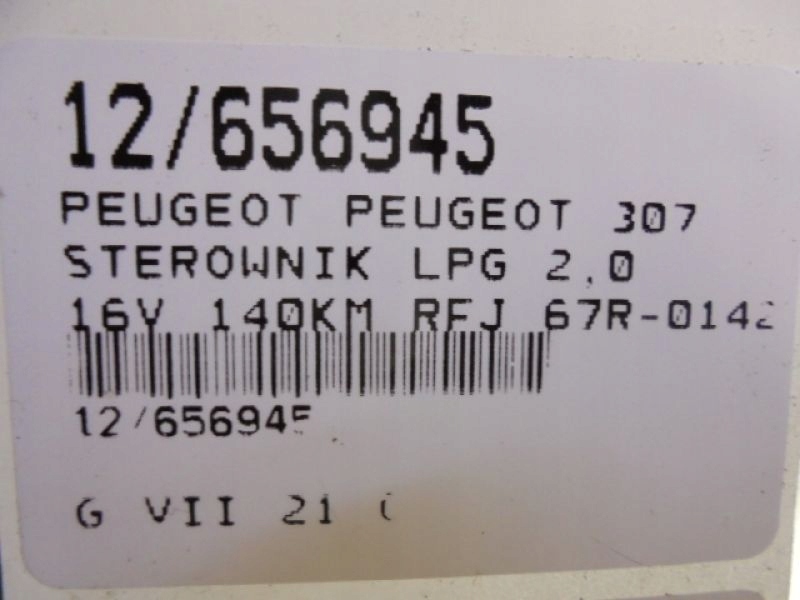 12/656945
PEUGEOT PEUGEOT 307
STEROWNIK LPG 2,0
16V 140KM RFJ 67R-0142
12/656945
G VII 21